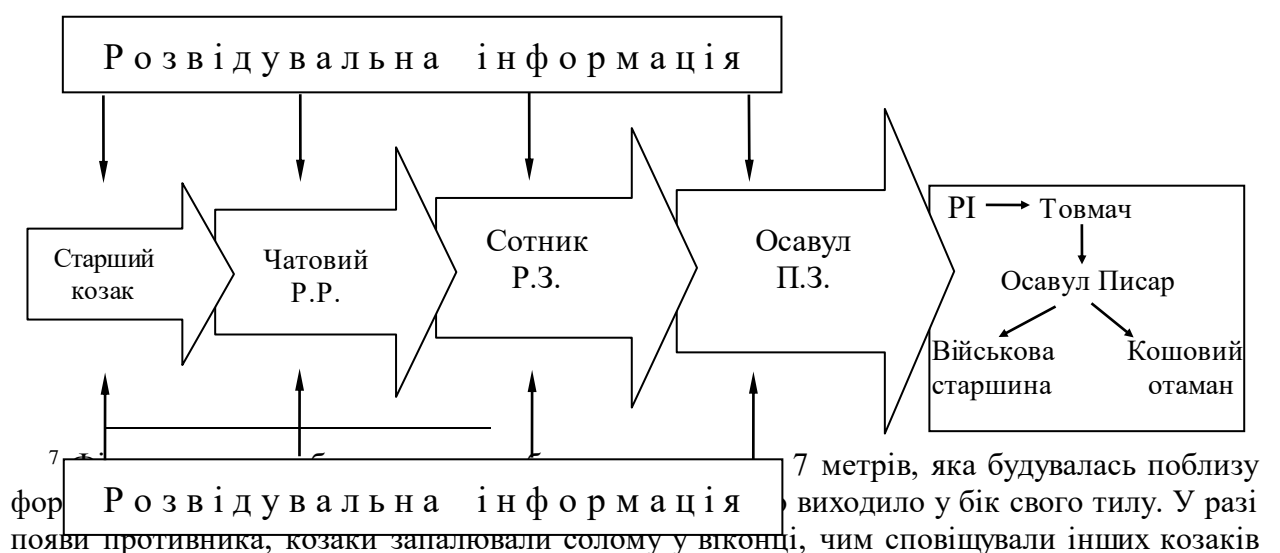 Розвідувальна інформація
Старший
козак
Чатовий
Р.Р.
Сотник
Р.З.
Осавул
П.З.
РІ Товмач
Осавул Писар
Військова
старшина
Кошовий
отаман
7 7 метрів, яка будувалась поблизу
фор виходило у бік свого тилу. У разі
Розвідувальна інформація
появи противника, козаки запалювали солому у віконці, чим сповіщували інших козаків